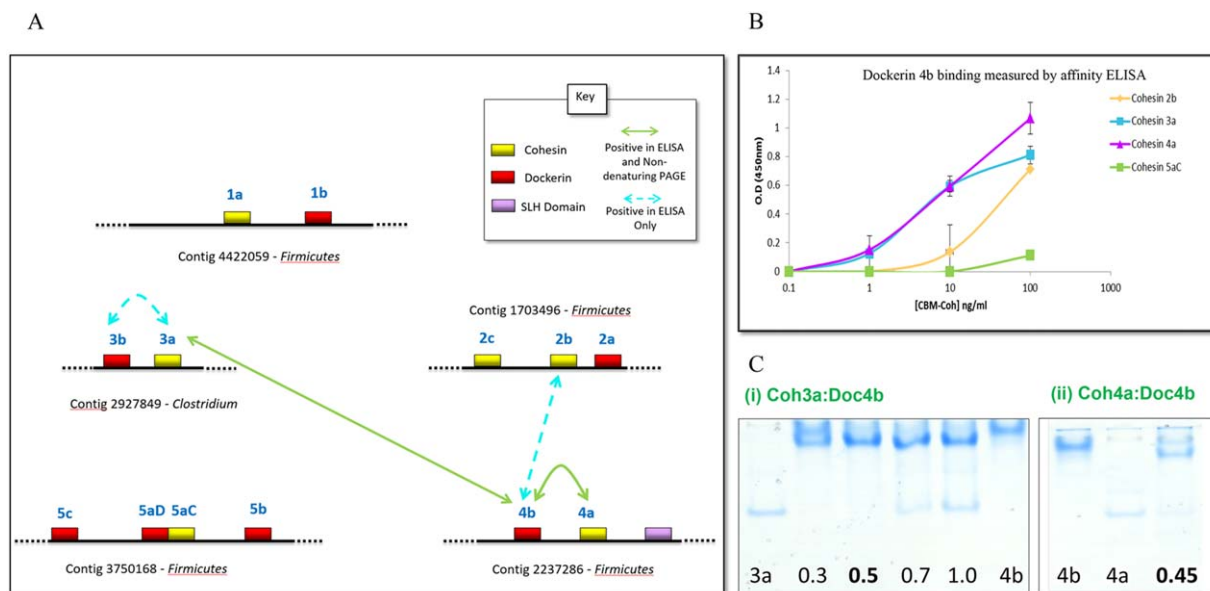 A
Key
Cohesin
Dockerin
SLH Domain
Positive in ELISA
and Non-
denaturing PAGE
Positive in ELISA
Only
1a 1b
Contig 4422059 - Firmicutes
3b 3a
Contig 2927849 - Clostridium
Contig 1703496 - Firmicutes
2c 2b 2a
5c 5aD 5aC 5b
Contig 3750168 - Firmicutes
4b 4a
Contig 2237286 - Firmicutes
B
Dockerin 4b binding measured by affinity ELISA
O.D (450nm)
1.4
1.2
1
0.8
0.6
0.4
0.2
0
0.1 1 10 100 1000
[CBM-Coh] ng/ml
Cohesin 2b
Cohesin 3a
Cohesin 4a
Cohesin 5aC
C
(i) Coh3a:Doc4b
3a 0.3 0.5 0.7 1.0 4b
(ii) Coh4a:Doc4b
4b 4a 0.45